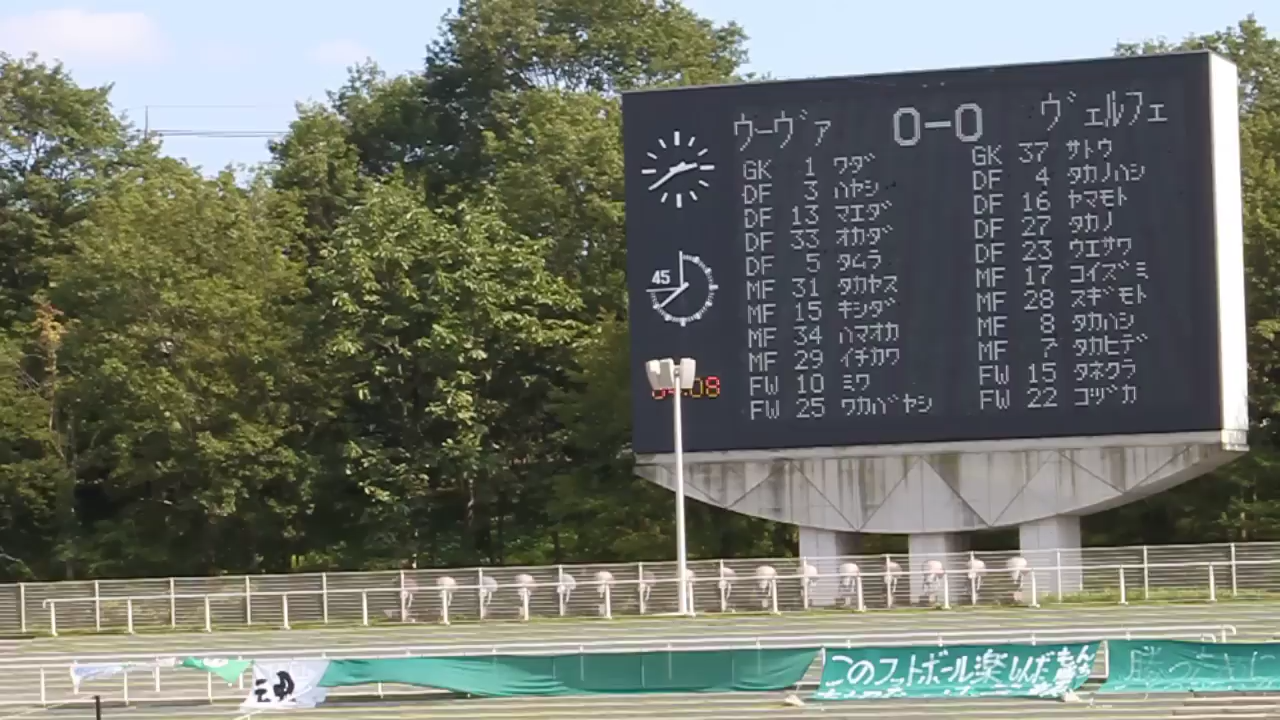 ウーヴァ 0-0 ヴェルフェ
GK 1 ワダ GK 37 サトウ
DF 3 ハヤシ DF 4 タカノハシ
DF 13 マエダ DF 16 ヤマモト
DF 33 オカダ DF 27 タカノ
DF 5 タムラ DF 23 ウエサワ
MF 31 タカヤス MF 17 コイズミ
MF 15 キシダ MF 28 スギモト
MF 34 ハマオカ MF 8 タカハシ
MF 29 イチカワ MF 7 タカヒデ
FW 10 ミワ FW 15 タネクラ
FW 25 ワカバヤシ FW 22 コヅカ
45
:08
魂
このフットボール楽しんだもん